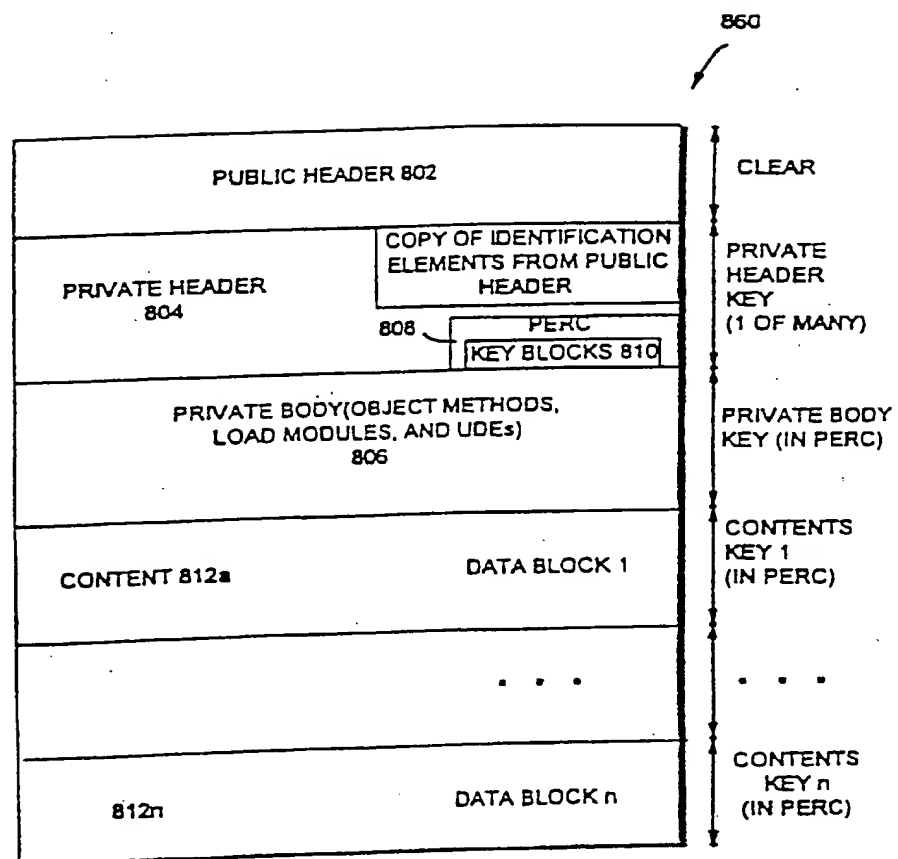 860
PUBLIC HEADER 802
CLEAR
COPY OF IDENTIFICATION
ELEMENTS FROM PUBLIC
HEADER
PRIVATE HEADER
804
PRIVATE
HEADER
KEY
(1 OF MANY)
808
PERC
KEY BLOCKS 810
PRIVATE BODY(OBJECT METHODS,
LOAD MODULES, AND UDEs)
806
PRIVATE BODY
KEY (IN PERC)
CONTENT 812a
DATA BLOCK 1
CONTENTS
KEY 1
(IN PERC)
. . .
. . .
812n
DATA BLOCK n
CONTENTS
KEY n
(IN PERC)